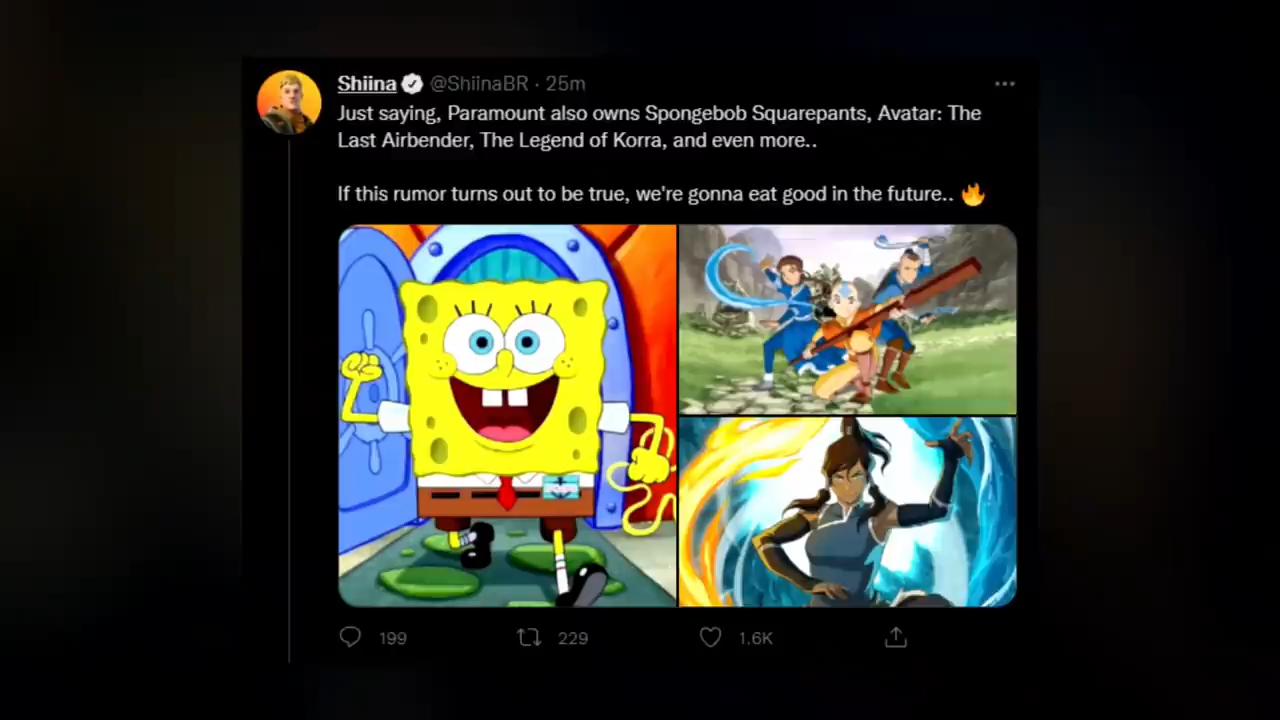 Shiina @ShiinaBR · 25m
Just saying, Paramount also owns Spongebob Squarepants, Avatar: The
Last Airbender, The Legend of Korra, and even more..
If this rumor turns out to be true, we're gonna eat good in the future.. 🔥
199 229 1.6K